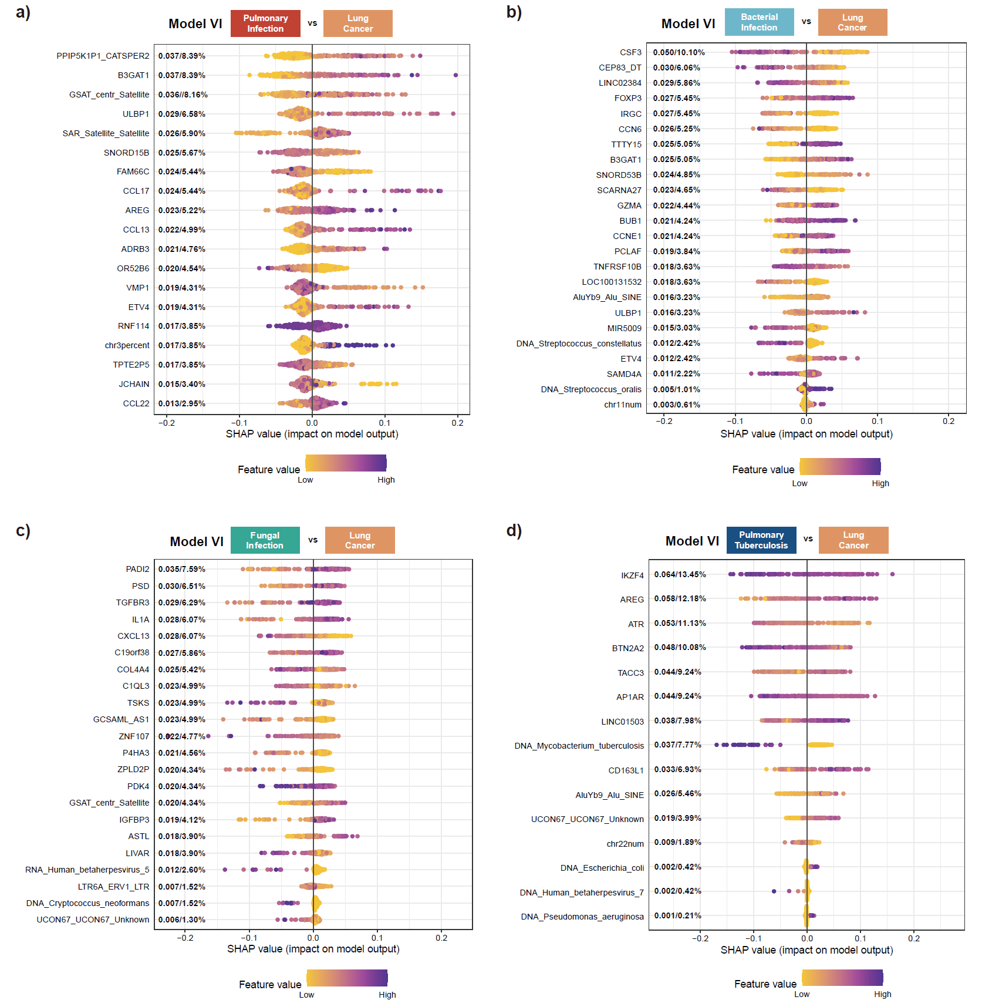 a)
Model VI
Pulmonary
Infection
vs
Lung
Cancer
PPIP5K1P1_CATSPER2 0.037/8.39%
B3GAT1 0.037/8.39%
GSAT_centr_Satellite 0.036//8.16%
ULBP1 0.029/6.58%
SAR_Satellite_Satellite 0.026/5.90%
SNORD15B 0.025/5.67%
FAM66C 0.024/5.44%
CCL17 0.024/5.44%
AREG 0.023/5.22%
CCL13 0.022/4.99%
ADRB3 0.021/4.76%
OR52B6 0.020/4.54%
VMP1 0.019/4.31%
ETV4 0.019/4.31%
RNF114 0.017/3.85%
chr3percent 0.017/3.85%
TPTE2P5 0.017/3.85%
JCHAIN 0.015/3.40%
CCL22 0.013/2.95%
−0.2 −0.1 0.0 0.1 0.2
SHAP value (impact on model output)
Feature value
Low High
b)
Model VI
Bacterial
Infection
vs
Lung
Cancer
CSF3 0.050/10.10%
CEP83_DT 0.030/6.06%
LINC02384 0.029/5.86%
FOXP3 0.027/5.45%
IRGC 0.027/5.45%
CCN6 0.026/5.25%
TTTY15 0.025/5.05%
B3GAT1 0.025/5.05%
SNORD53B 0.024/4.85%
SCARNA27 0.023/4.65%
GZMA 0.022/4.44%
BUB1 0.021/4.24%
CCNE1 0.021/4.24%
PCLAF 0.019/3.84%
TNFRSF10B 0.018/3.63%
LOC100131532 0.018/3.63%
AluYb9_Alu_SINE 0.016/3.23%
ULBP1 0.016/3.23%
MIR5009 0.015/3.03%
DNA_Streptococcus_constellatus 0.012/2.42%
ETV4 0.012/2.42%
SAMD4A 0.011/2.22%
DNA_Streptococcus_oralis 0.005/1.01%
chr11num 0.003/0.61%
−0.2 −0.1 0.0 0.1 0.2
SHAP value (impact on model output)
Feature value
Low High
c)
Model VI
Fungal
Infection
vs
Lung
Cancer
PADI2 0.035/7.59%
PSD 0.030/6.51%
TGFBR3 0.029/6.29%
IL1A 0.028/6.07%
CXCL13 0.028/6.07%
C19orf38 0.027/5.86%
COL4A4 0.025/5.42%
C1QL3 0.023/4.99%
TSKS 0.023/4.99%
GCSAML_AS1 0.023/4.99%
ZNF107 0.022/4.77%
P4HA3 0.021/4.56%
ZPLD2P 0.020/4.34%
PDK4 0.020/4.34%
GSAT_centr_Satellite 0.020/4.34%
IGFBP3 0.019/4.12%
ASTL 0.018/3.90%
LIVAR 0.018/3.90%
RNA_Human_betaherpesvirus_5 0.012/2.60%
LTR6A_ERV1_LTR 0.007/1.52%
DNA_Cryptococcus_neoformans 0.007/1.52%
UCON67_UCON67_Unknown 0.006/1.30%
−0.2 −0.1 0.0 0.1 0.2
SHAP value (impact on model output)
Feature value
Low High
d)
Model VI
Pulmonary
Tuberculosis
vs
Lung
Cancer
IKZF4 0.064/13.45%
AREG 0.058/12.18%
ATR 0.053/11.13%
BTN2A2 0.048/10.08%
TACC3 0.044/9.24%
AP1AR 0.044/9.24%
LINC01503 0.038/7.98%
DNA_Mycobacterium_tuberculosis 0.037/7.77%
CD163L1 0.033/6.93%
AluYb9_Alu_SINE 0.026/5.46%
UCON67_UCON67_Unknown 0.019/3.99%
chr22num 0.009/1.89%
DNA_Escherichia_coli 0.002/0.42%
DNA_Human_betaherpesvirus_7 0.002/0.42%
DNA_Pseudomonas_aeruginosa 0.001/0.21%
−0.2 −0.1 0.0 0.1 0.2
SHAP value (impact on model output)
Feature value
Low High